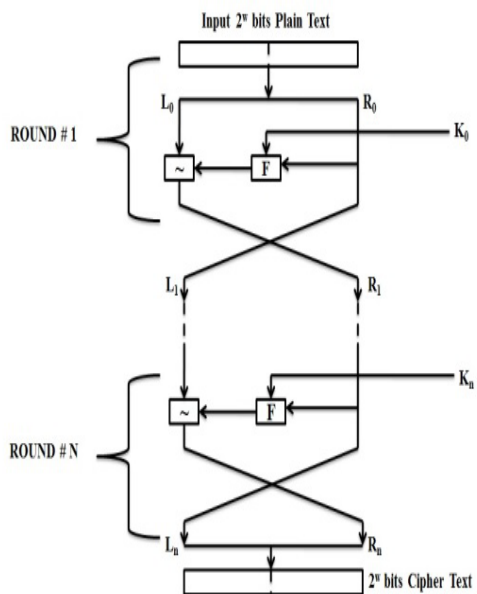 Input 2ʷ bits Plain Text
L₀
R₀
K₀
ROUND # 1
~
F
L₁
R₁
Kₙ
~
F
ROUND # N
Lₙ
Rₙ
2ʷ bits Cipher Text